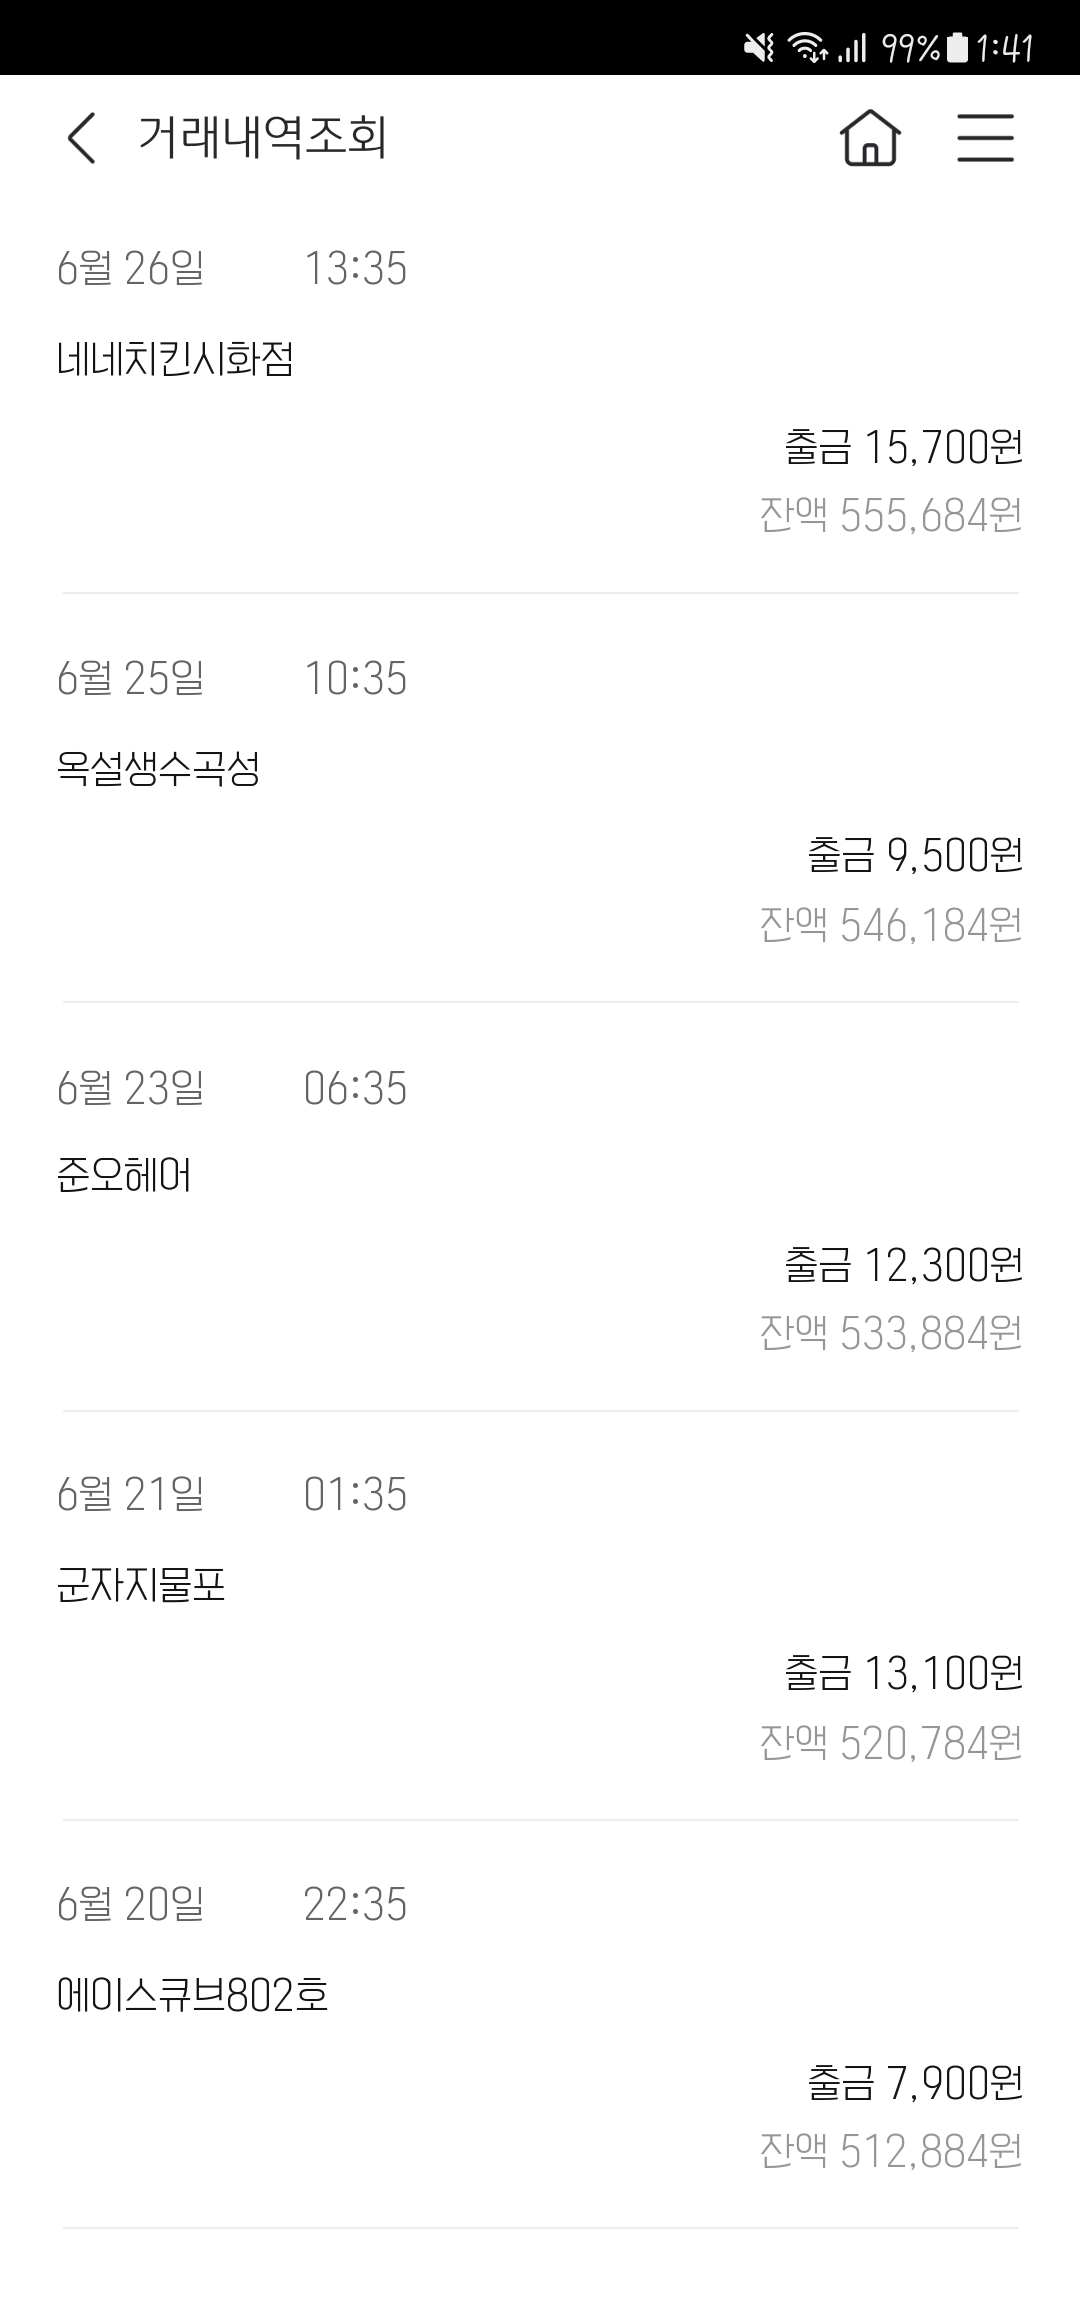 99% 1:41
거래내역조회
6월 26일 13:35
네네치킨시화점
출금 15,700원
잔액 555,684원
6월 25일 10:35
옥설생수곡성
출금 9,500원
잔액 546,184원
6월 23일 06:35
준오헤어
출금 12,300원
잔액 533,884원
6월 21일 01:35
군자지물포
출금 13,100원
잔액 520,784원
6월 20일 22:35
에이스큐브802호
출금 7,900원
잔액 512,884원